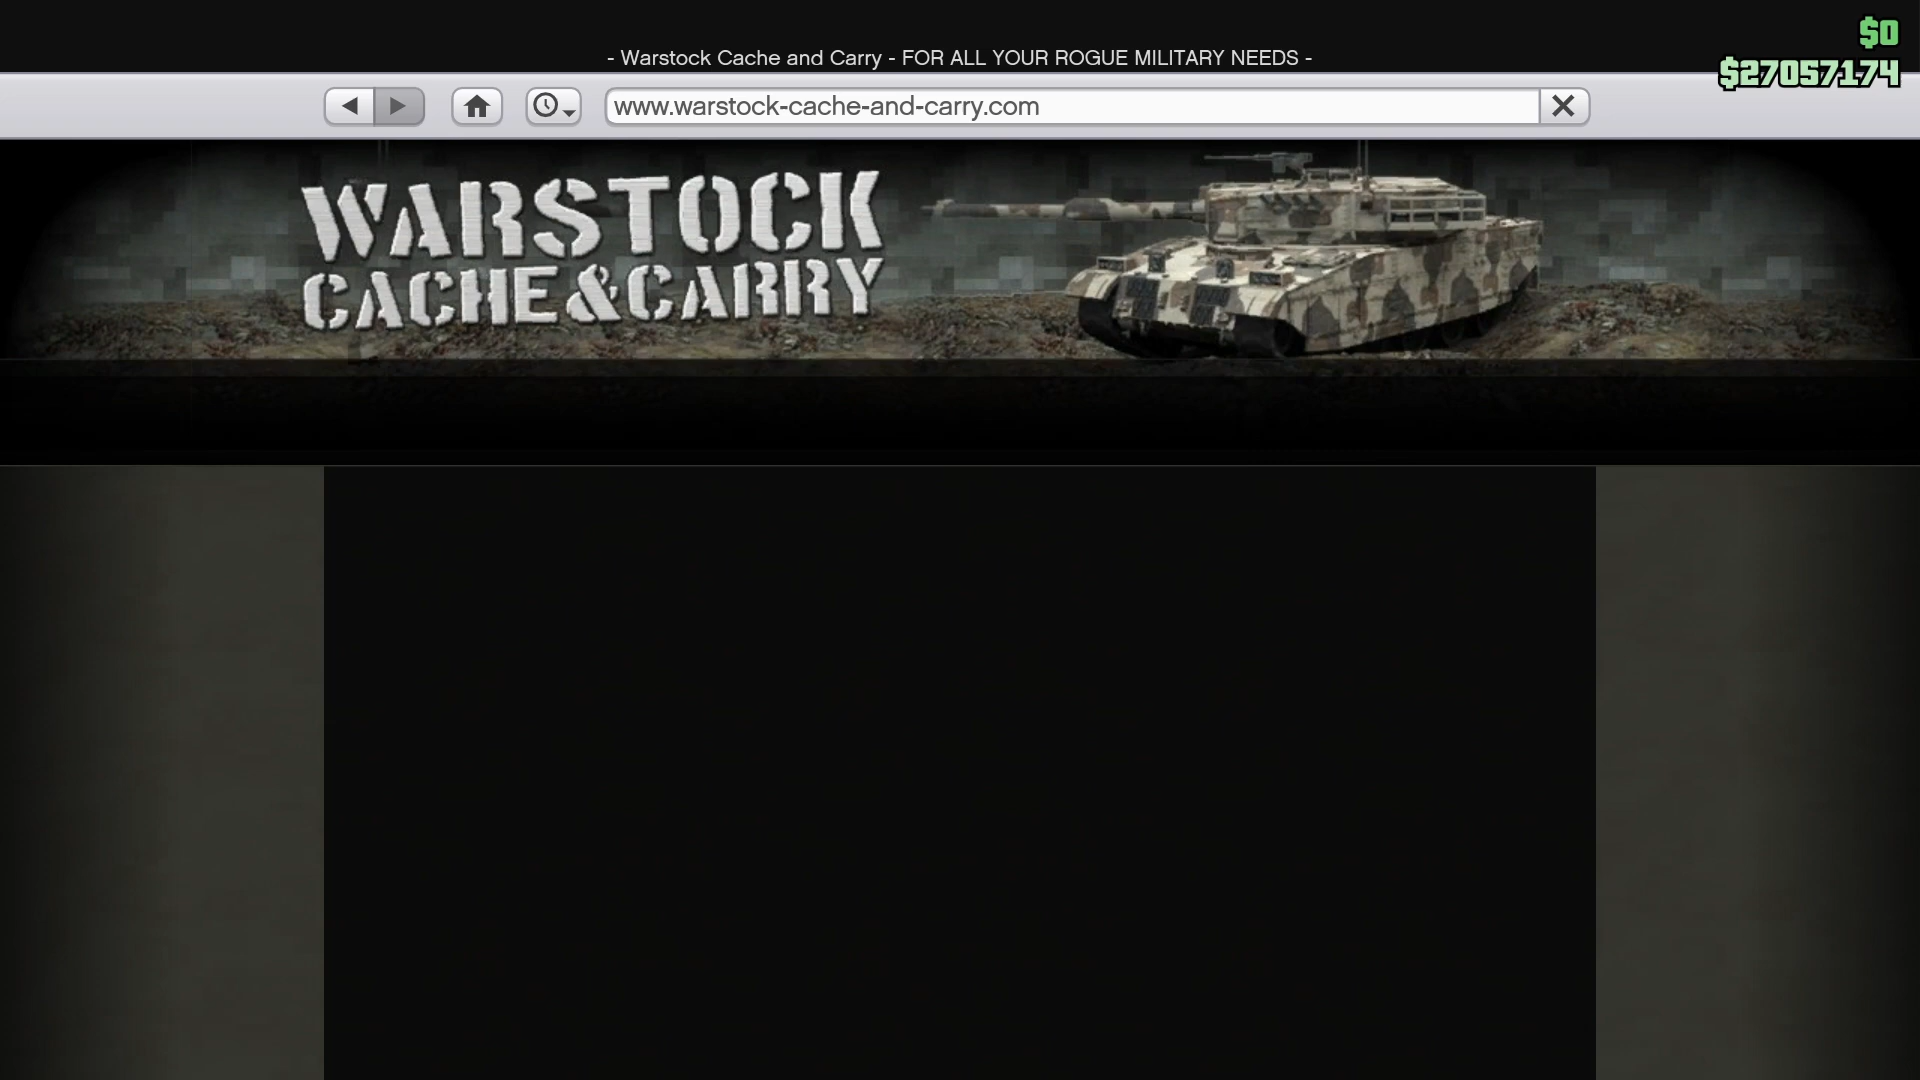 $0
- Warstock Cache and Carry - FOR ALL YOUR ROGUE MILITARY NEEDS -
$27057174
www.warstock-cache-and-carry.com
WARSTOCK
CACHE & CARRY